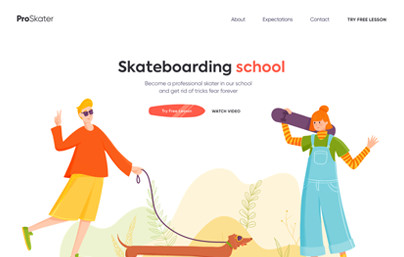 ProSkater
About Expectations Contact TRY FREE LESSON
Skateboarding school
Become a professional skater in our school
and get rid of tricks fear forever
Try Free Lesson WATCH VIDEO